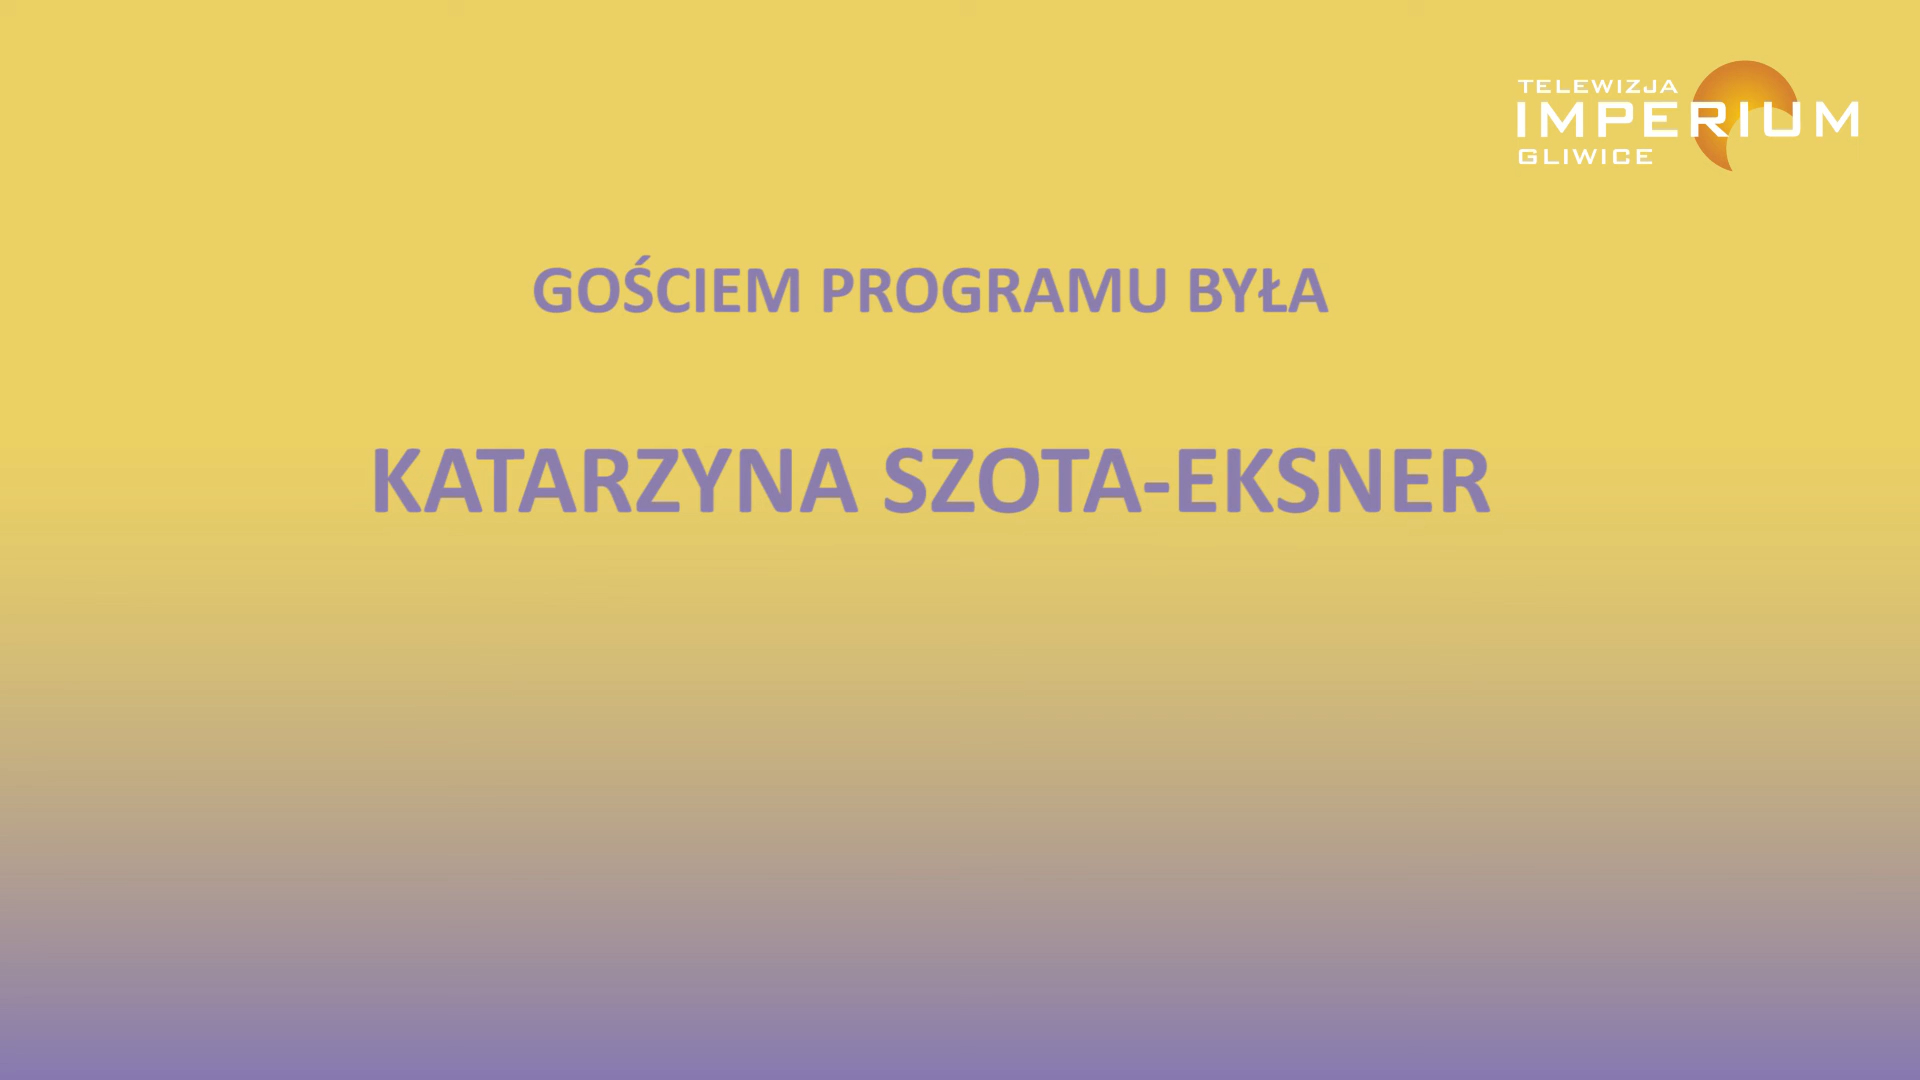 TELEWIZJA
IMPERIUM
GLIWICE
GOŚCIEM PROGRAMU BYŁA
KATARZYNA SZOTA-EKSNER